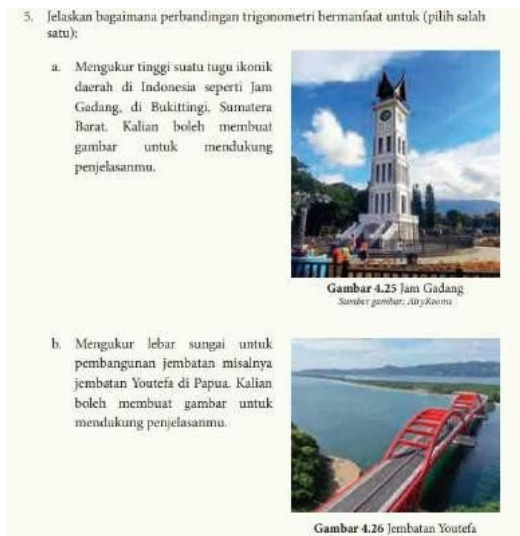 5. Jelaskan bagaimana perbandingan trigonometri bermanfaat untuk (pilih salah
satu):
a. Mengukur tinggi suatu tugu ikonik
daerah di Indonesia seperti Jam
Gadang, di Bukittingi, Sumatera
Barat. Kalian boleh membuat
gambar untuk mendukung
penjelasanmu.
Gambar 4.25 Jam Gadang
Sumber gambar: AiryRooms
b. Mengukur lebar sungai untuk
pembangunan jembatan misalnya
jembatan Youtefa di Papua. Kalian
boleh membuat gambar untuk
mendukung penjelasanmu.
Gambar 4.26 Jembatan Youtefa